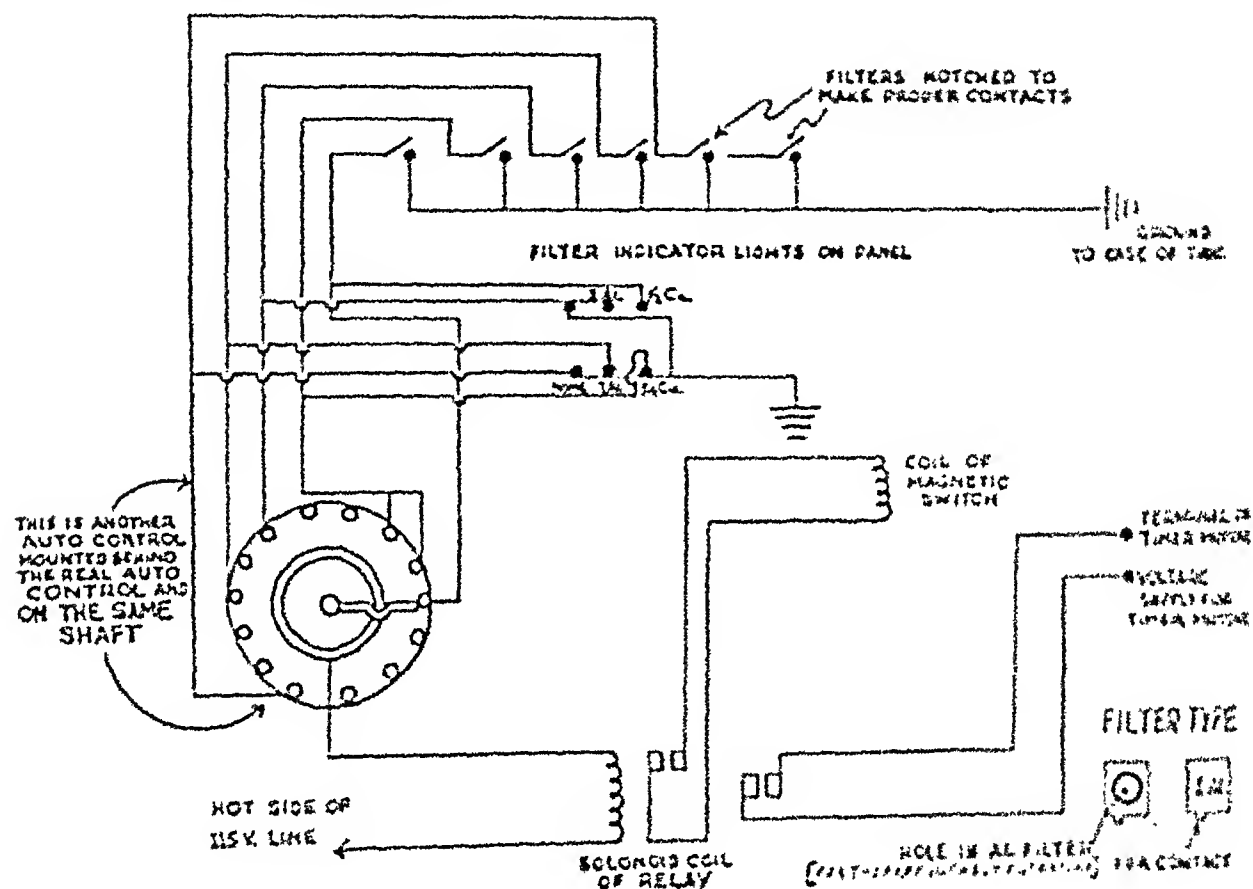 FILTERS NOTCHED TO
MAKE PROPER CONTACTS
GROUND
TO CASE OF
FILTER INDICATOR LIGHTS ON PANEL
COIL OF
MAGNETIC
SWITCH
THIS IS ANOTHER
AUTO CONTROL
MOUNTED BEHIND
THE REAL AUTO
CONTROL AND
ON THE SAME
SHAFT
TERMINAL OF
TIMER MOTOR
VOLTAGE
SUPPLY FOR
TIMER MOTOR
FILTER TYPE
HOT SIDE OF
115V. LINE
SOLONOID COIL
OF RELAY
HOLE IN AL FILTER
FOR CONTACT